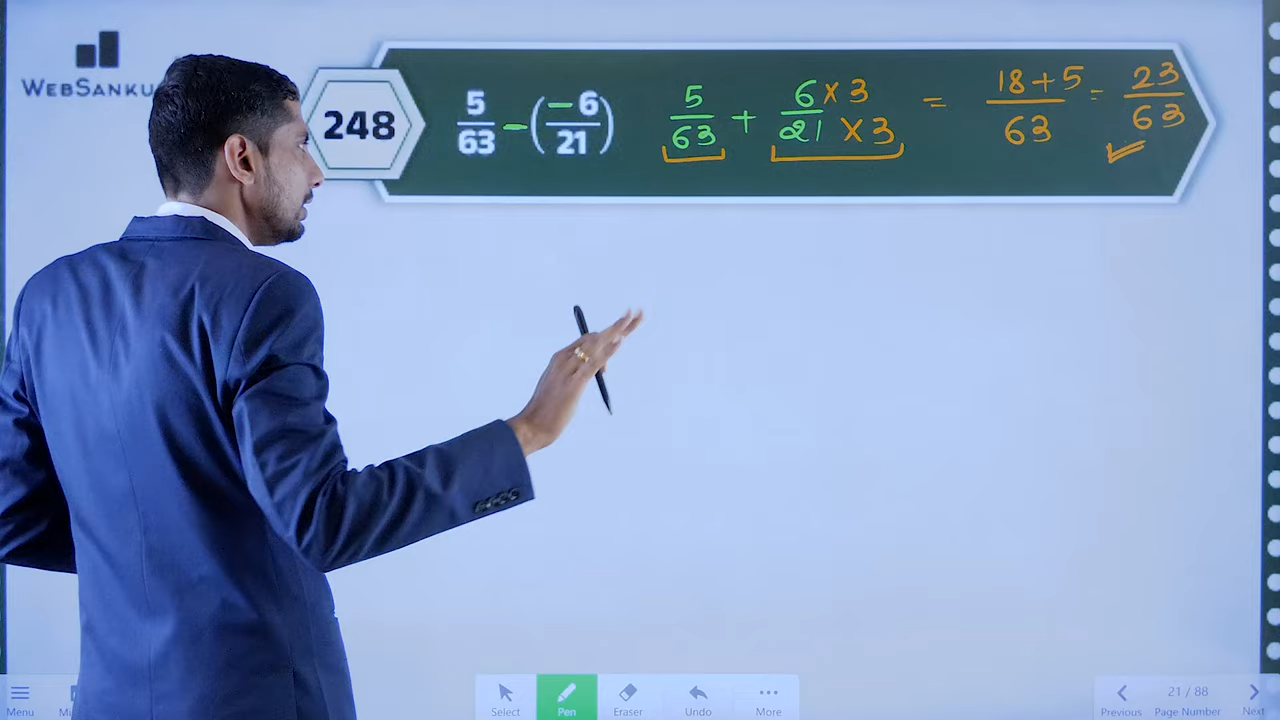 WEBSANKU
248 5/63 - (-6/21) 5/63 + 6×3/21×3 = 18+5/63 = 23/63 ✓
Menu Select Pen Eraser Undo More Previous 21 / 88 Page Number Next